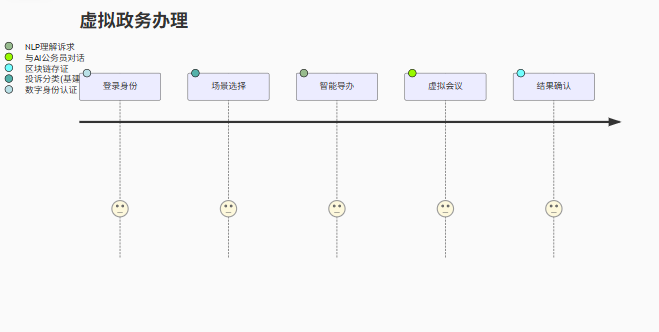 虚拟政务办理
NLP理解诉求
与AI公务员对话
区块链存证
投诉分类(基建
数字身份认证
登录身份
场景选择
智能导办
虚拟会议
结果确认